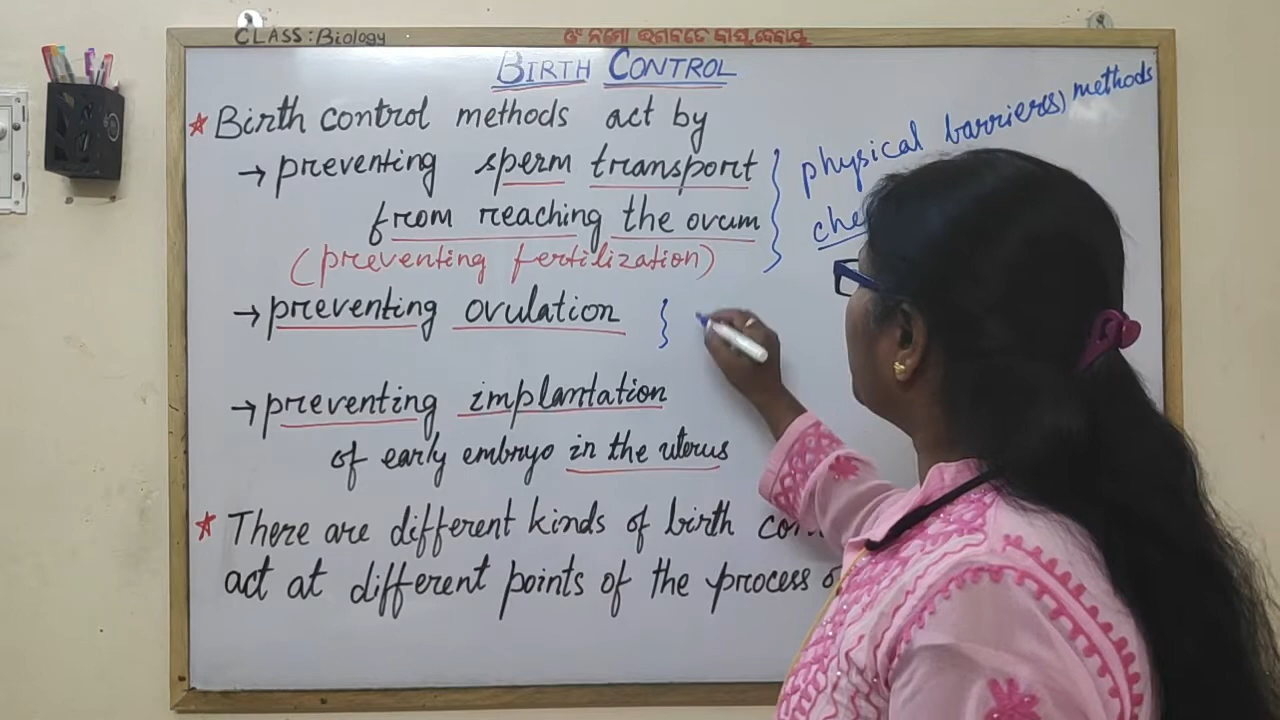 CLASS: Biology
ଓଁ ନମୋ ଭଗବତେ ବାସୁଦେବାୟ
BIRTH CONTROL
★ Birth control methods act by
→ preventing sperm transport
from reaching the ovum
(preventing fertilization)
physical barriers(s) methods
→ preventing ovulation
→ preventing implantation
of early embryo in the uterus
★ There are different kinds of birth
act at different points of the process